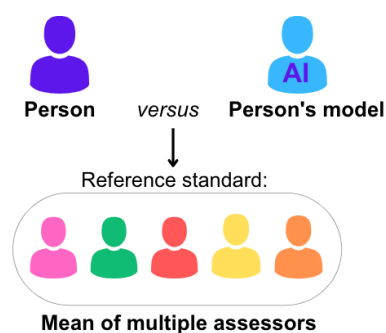 AI
Person versus Person's model
Reference standard:
Mean of multiple assessors